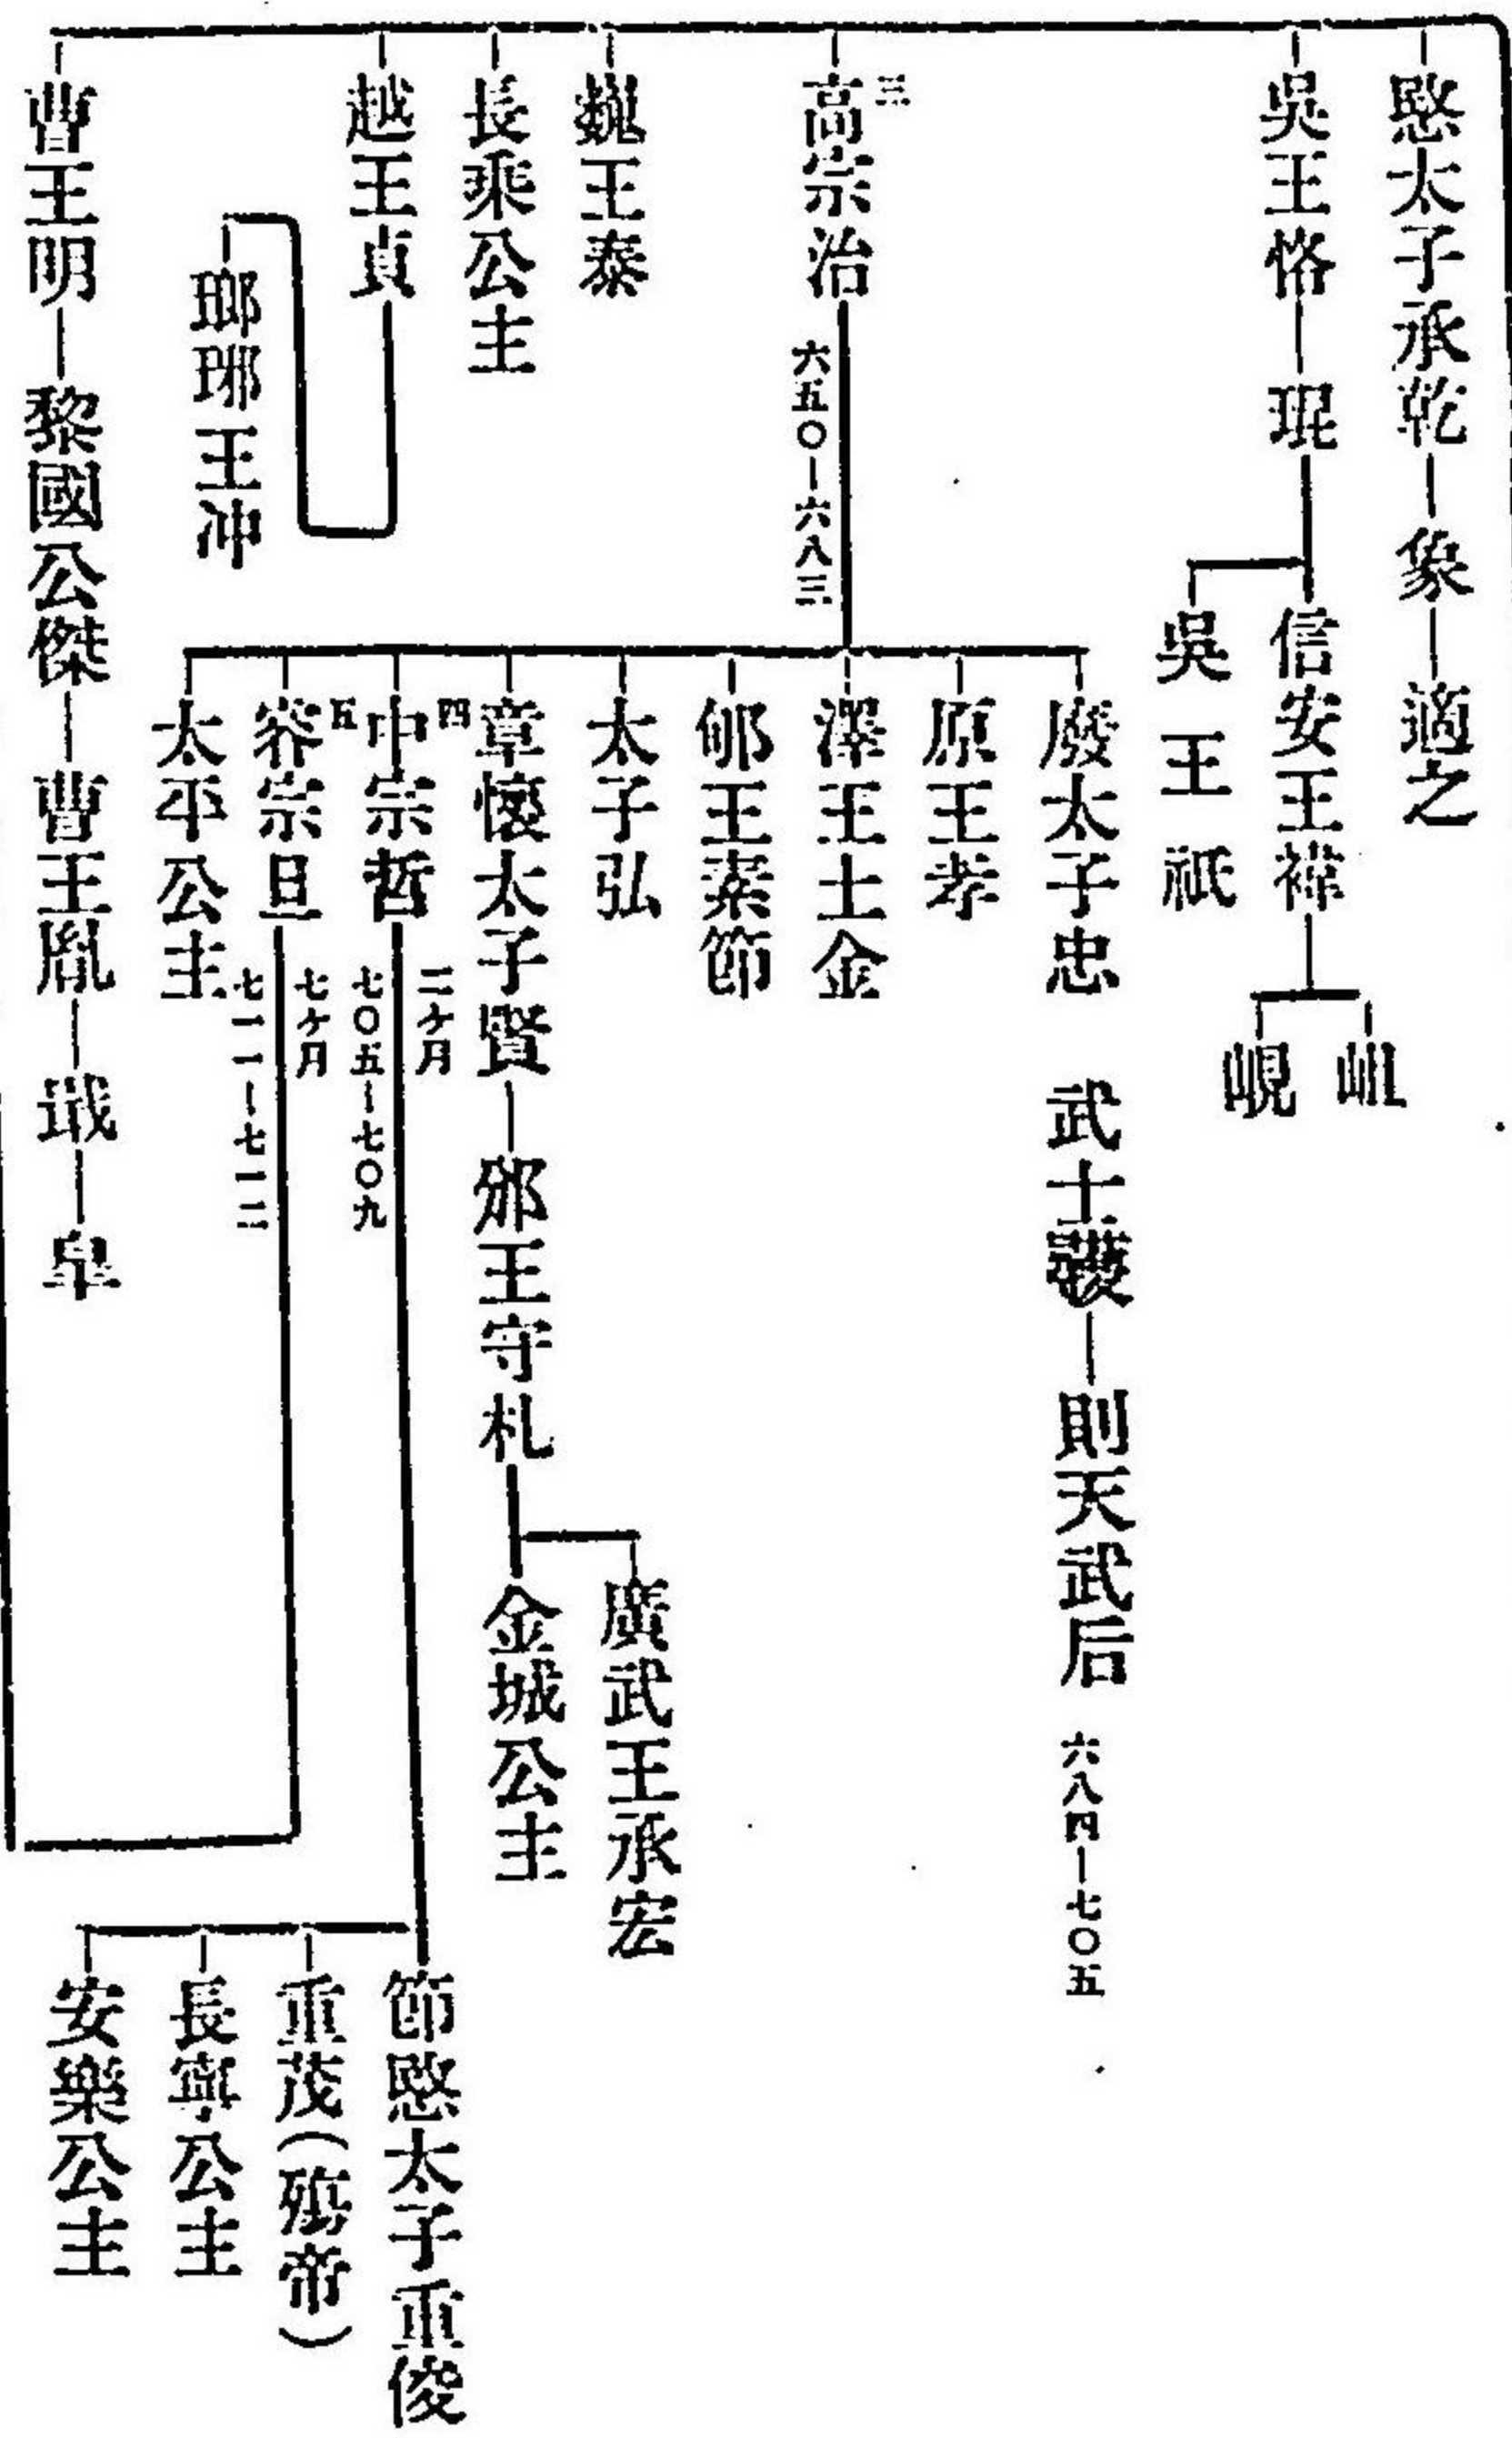 愍太子承乾―象―適之
吳王恪―琨
信安王禕
岵
峴
吳王祇
三
高宗治
六五〇―六八三
廢太子忠
武士彠―則天武后 六八四―七〇五
原王孝
澤王上金
郇王素節
太子弘
章懷太子賢―邠王守札
廣武王承宏
金城公主
四
中宗哲
二ケ月
七〇五―七〇九
節愍太子重俊
重茂(殤帝)
長寧公主
安樂公主
五
睿宗旦
七ケ月
七一一―七一二
太平公主
魏王泰
長乘公主
越王貞
瑯琊王冲
曹王明―黎國公傑―曹王胤―戢―皐